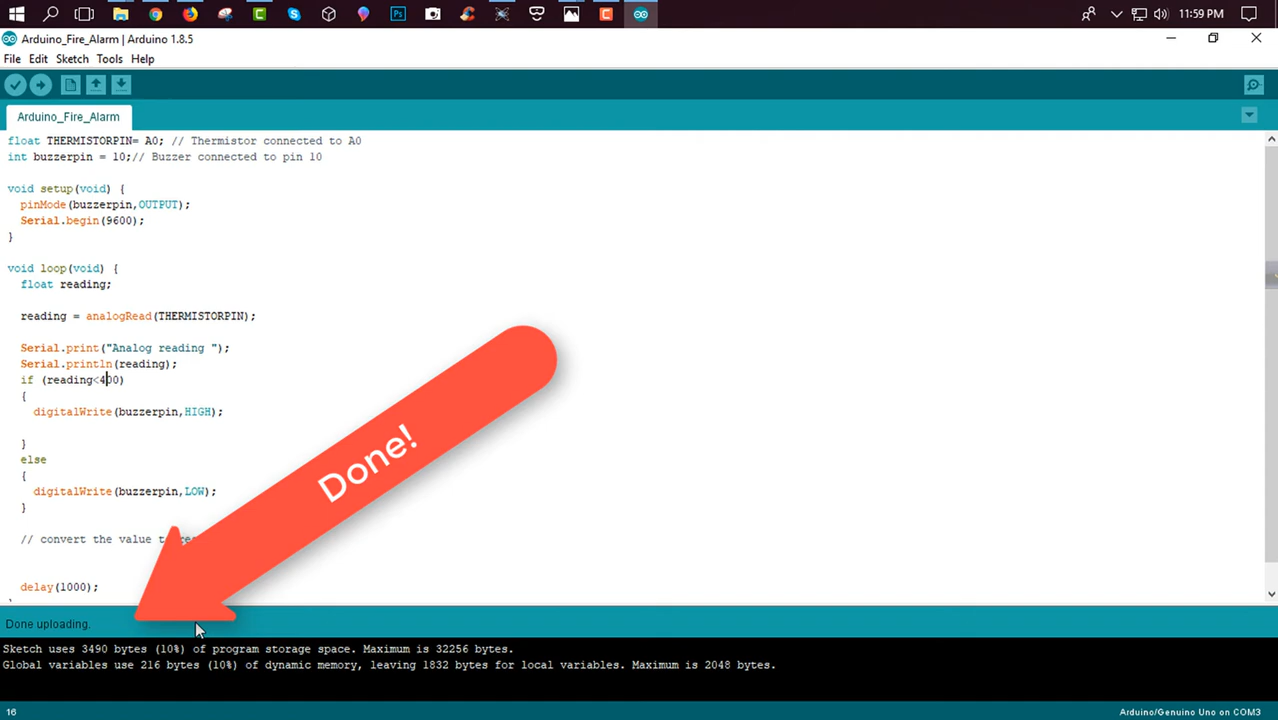 11:59 PM
Arduino_Fire_Alarm | Arduino 1.8.5
File Edit Sketch Tools Help
Arduino_Fire_Alarm
float THERMISTORPIN= A0; // Thermistor connected to A0
int buzzerpin = 10;// Buzzer connected to pin 10
void setup(void) {
pinMode(buzzerpin,OUTPUT);
Serial.begin(9600);
}
void loop(void) {
float reading;
reading = analogRead(THERMISTORPIN);
Serial.print("Analog reading ");
Serial.println(reading);
if (reading<400)
{
digitalWrite(buzzerpin,HIGH);
}
else
{
digitalWrite(buzzerpin,LOW);
}
// convert the value
delay(1000);
Done!
Done uploading.
Sketch uses 3490 bytes (10%) of program storage space. Maximum is 32256 bytes.
Global variables use 216 bytes (10%) of dynamic memory, leaving 1832 bytes for local variables. Maximum is 2048 bytes.
16 Arduino/Genuino Uno on COM3